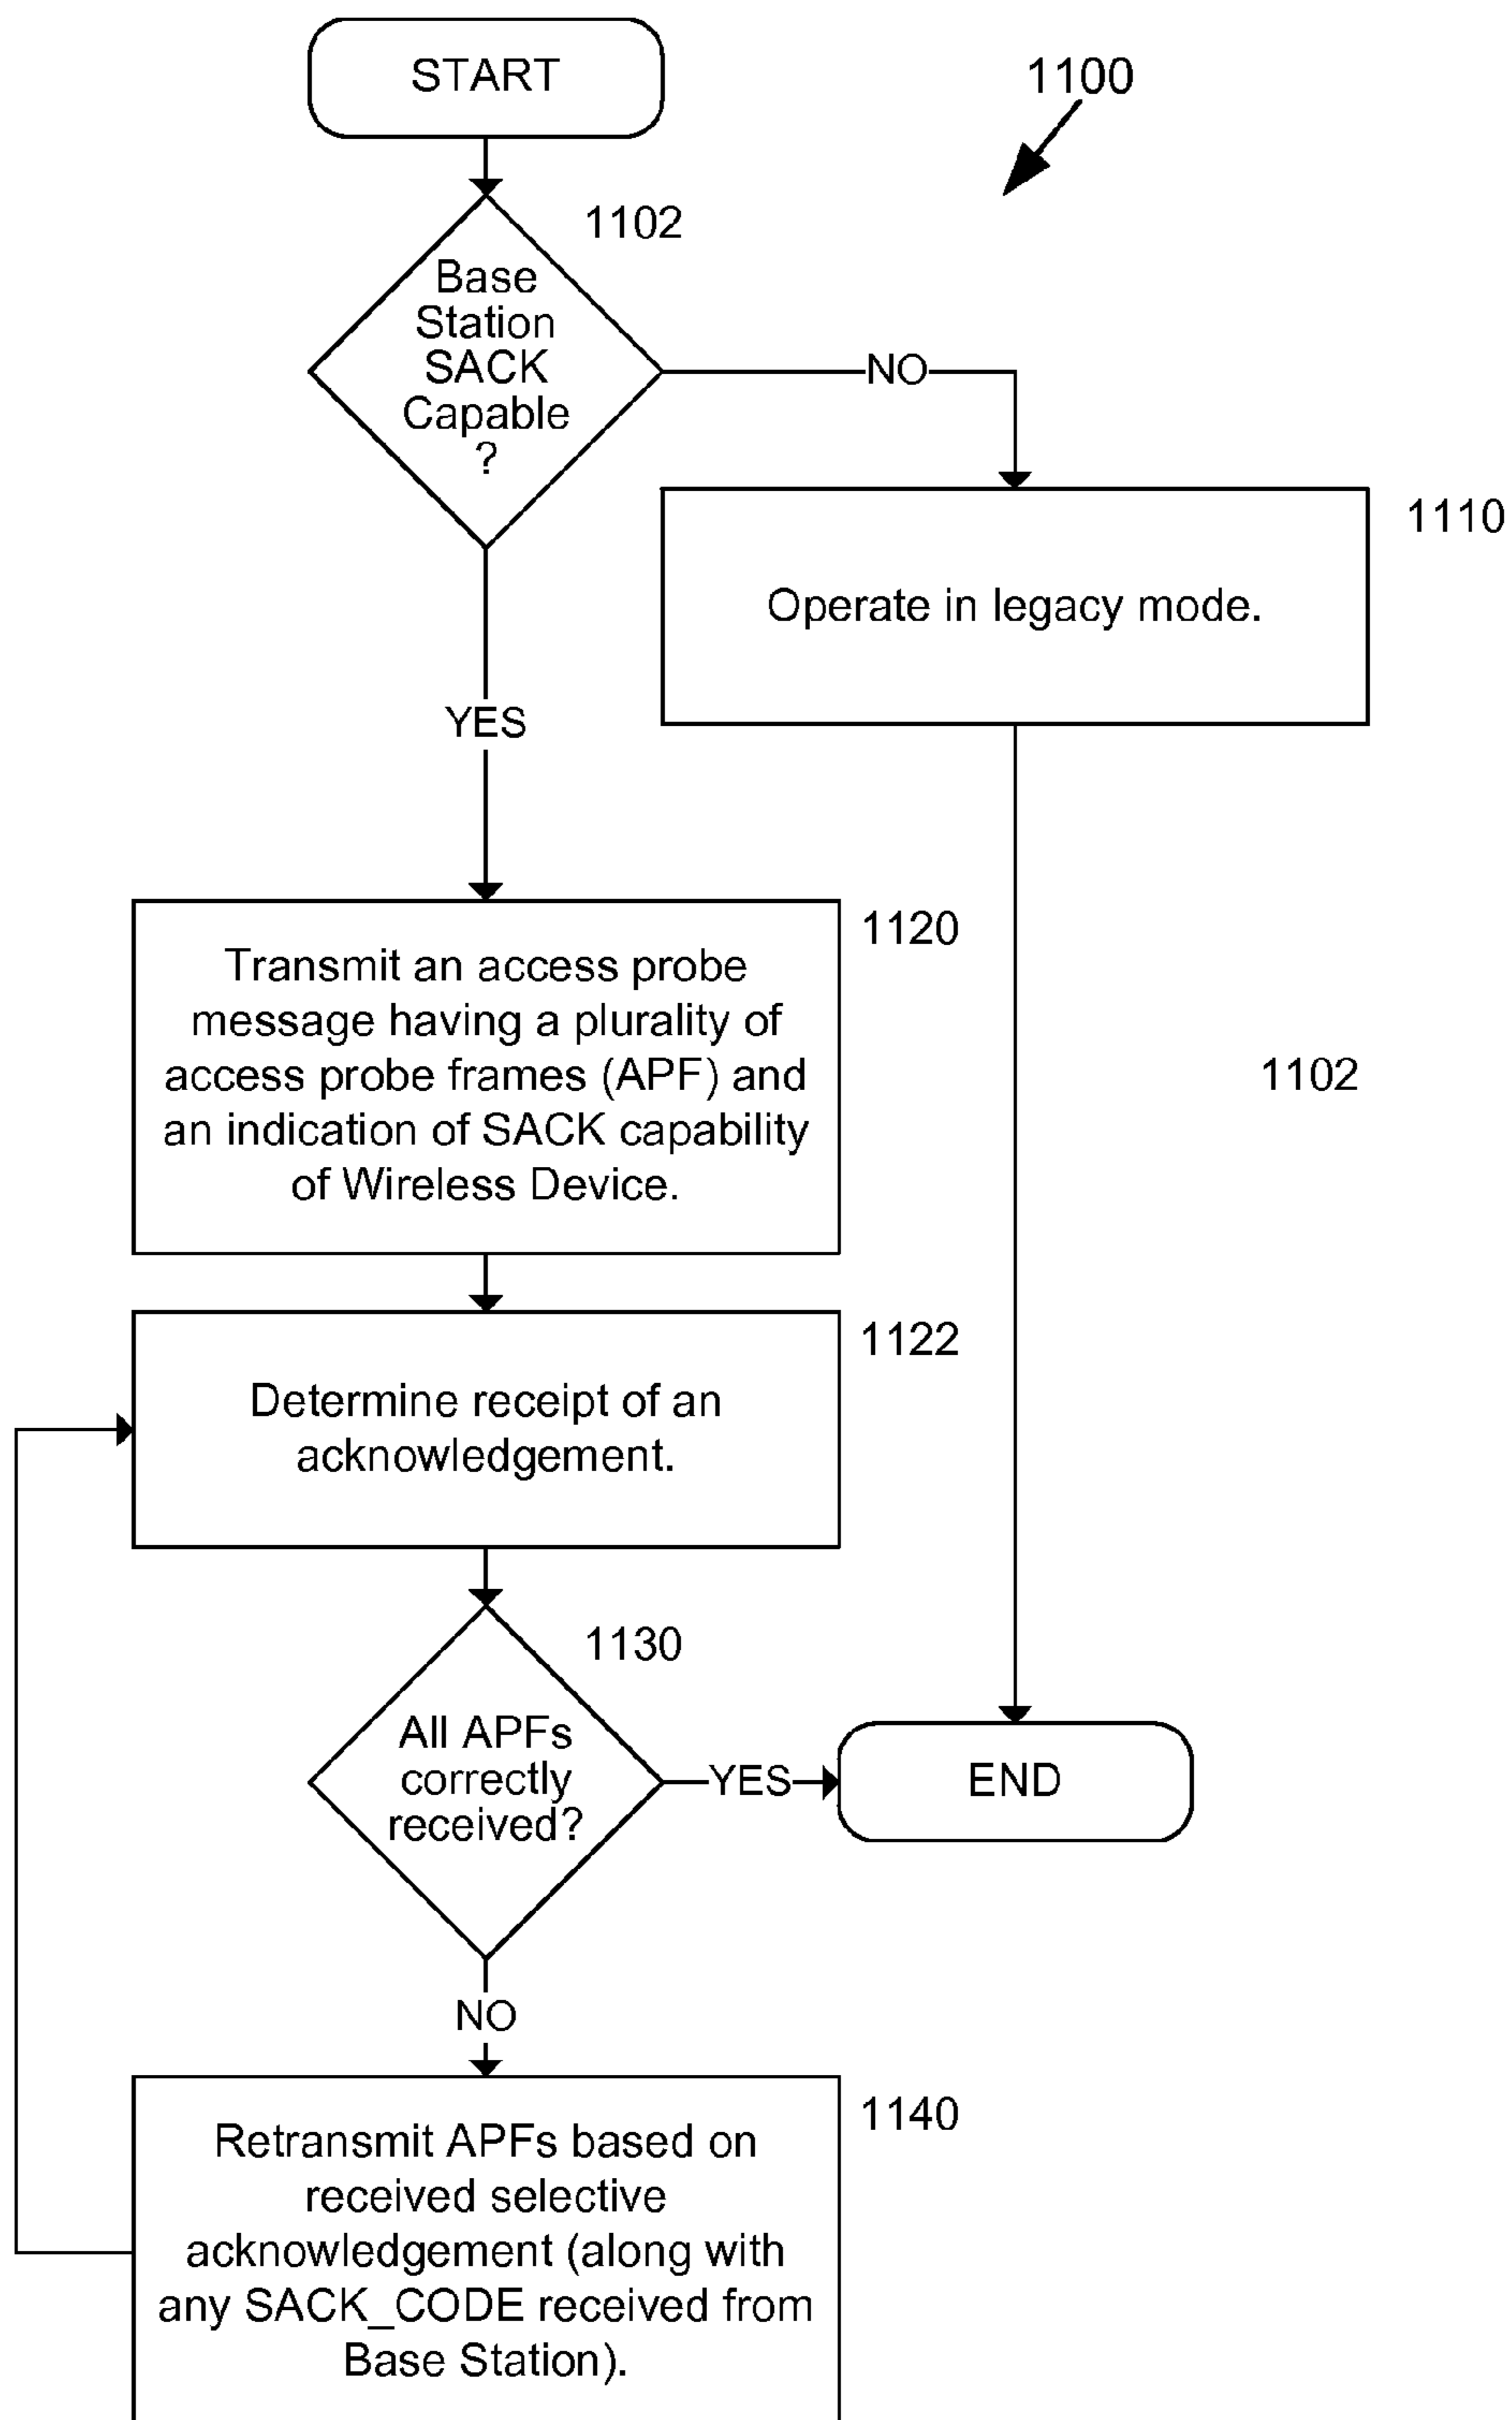 START
1100
1102
Base
Station
SACK
Capable
?
NO
1110
Operate in legacy mode.
YES
1120
Transmit an access probe
message having a plurality of
access probe frames (APF) and
an indication of SACK capability
of Wireless Device.
1102
1122
Determine receipt of an
acknowledgement.
1130
All APFs
correctly
received?
YES
END
NO
1140
Retransmit APFs based on
received selective
acknowledgement (along with
any SACK_CODE received from
Base Station).